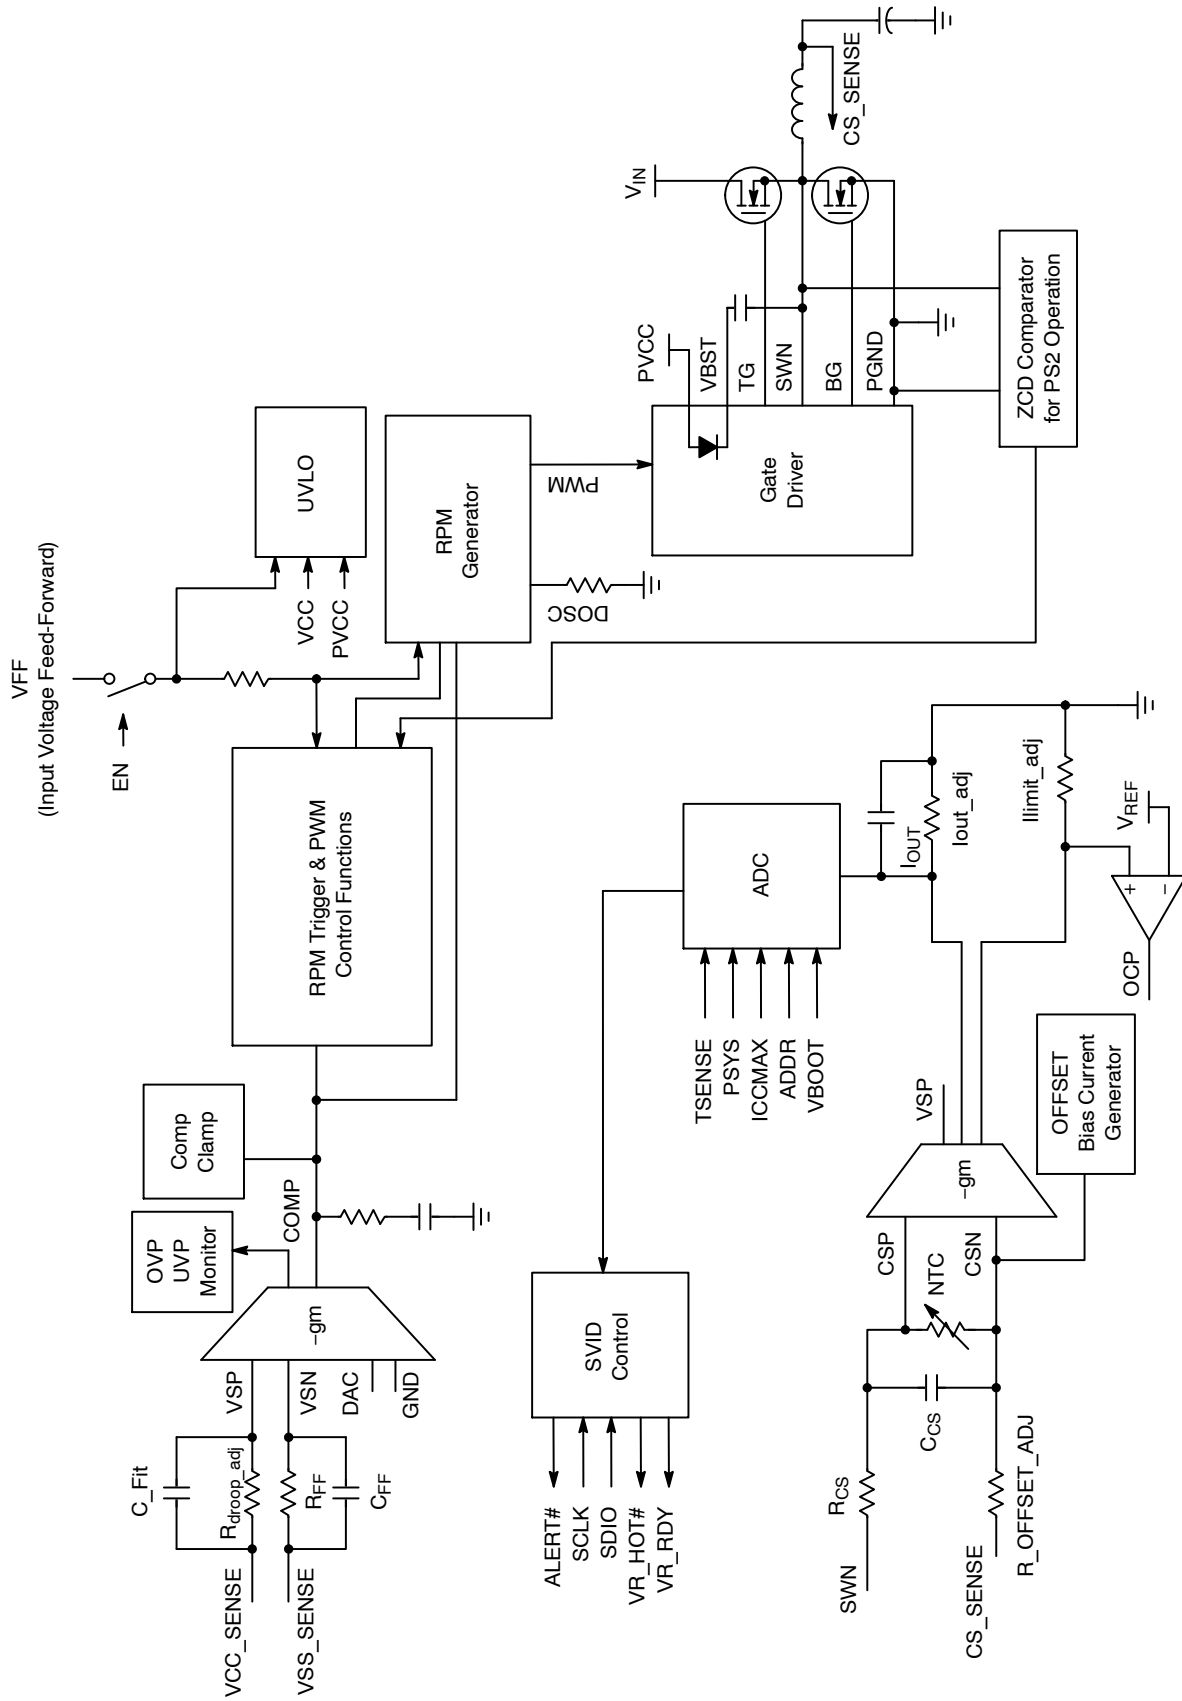 VFF
(Input Voltage Feed-Forward)
EN
UVLO
VCC
PVCC
RPM Trigger & PWM
Control Functions
RPM
Generator
PWM
DOSC
Gate
Driver
PVCC
VBST
TG
SWN
BG
PGND
VIN
CS_SENSE
ZCD Comparator
for PS2 Operation
Comp
Clamp
OVP
UVP
Monitor
COMP
-gm
VSP
VSN
DAC
GND
C_Fit
Rdroop_adj
RFF
CFF
VCC_SENSE
VSS_SENSE
ADC
TSENSE
PSYS
ICCMAX
ADDR
VBOOT
IOUT
Iout_adj
Ilimit_adj
VREF
+
-
OCP
SVID
Control
ALERT#
SCLK
SDIO
VR_HOT#
VR_RDY
OFFSET
Bias Current
Generator
VSP
-gm
CSP
CSN
NTC
CCS
RCS
SWN
CS_SENSE
R_OFFSET_ADJ